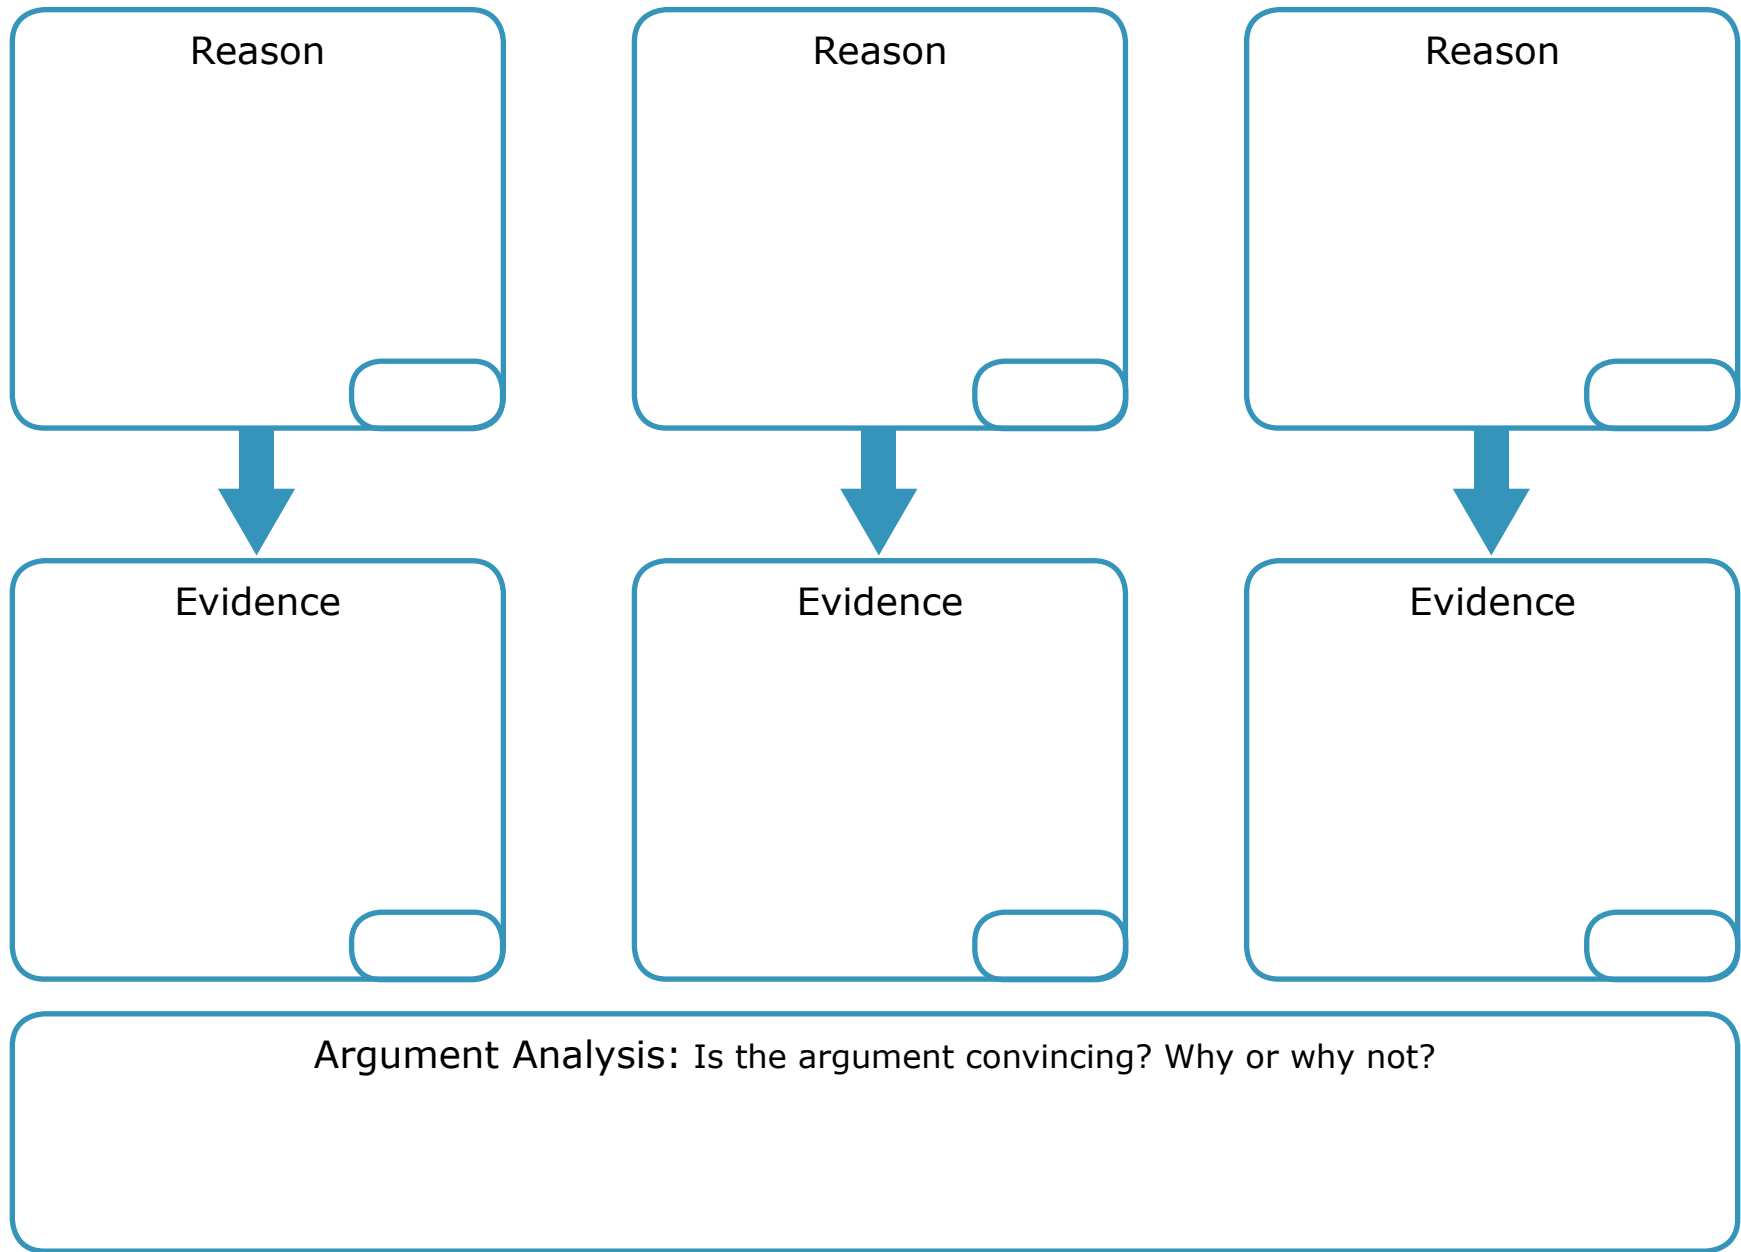 Reason
Reason
Reason
Evidence
Evidence
Evidence
Argument Analysis: Is the argument convincing? Why or why not?